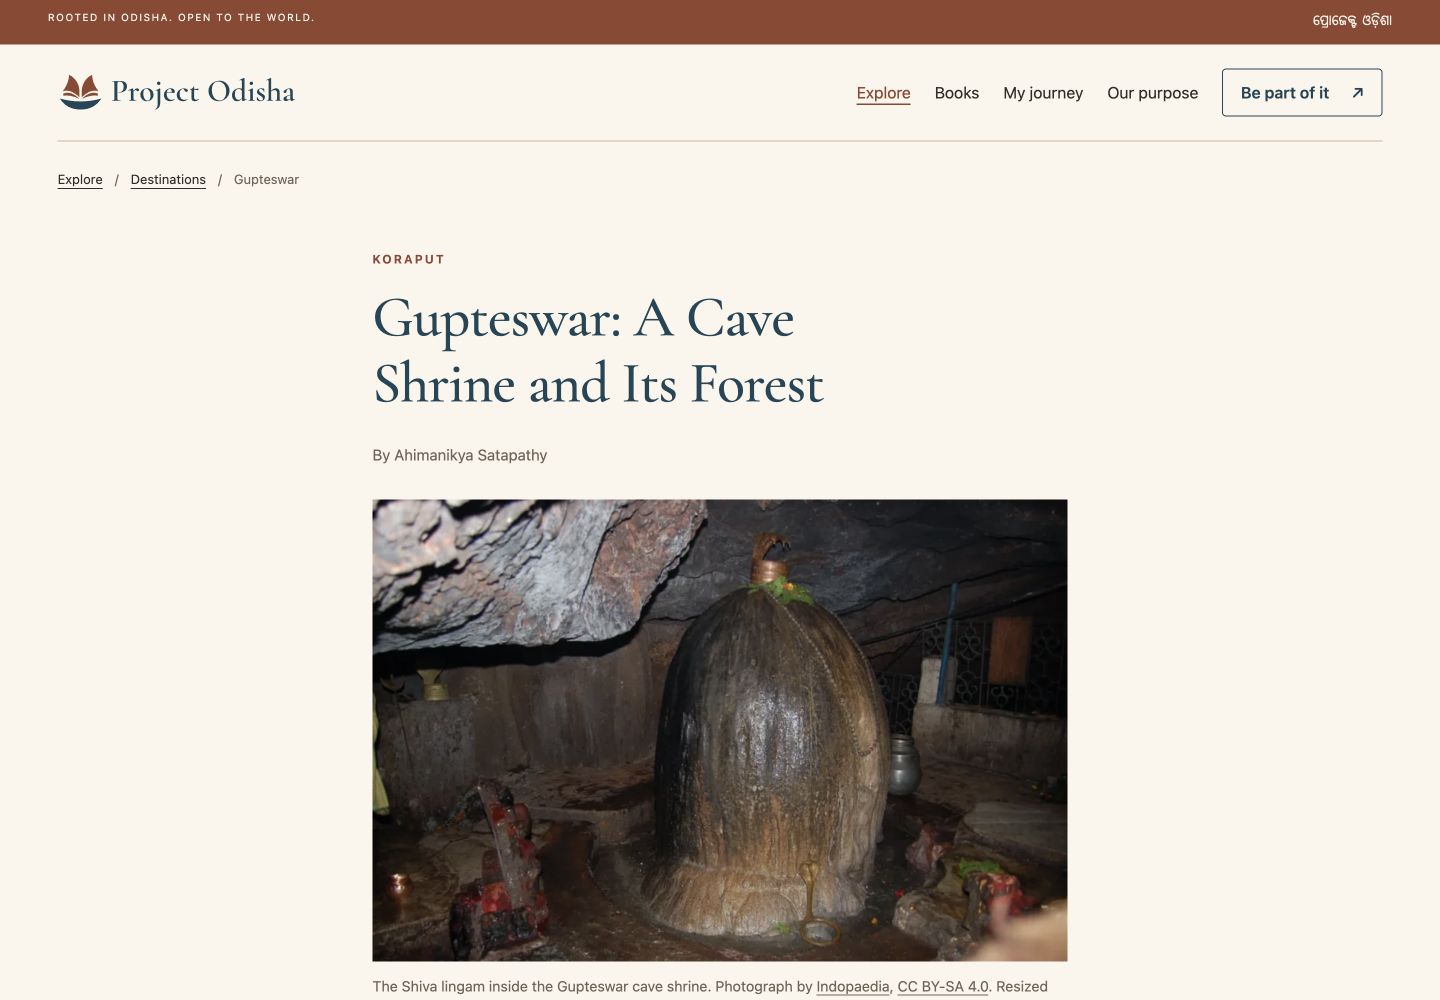 ROOTED IN ODISHA. OPEN TO THE WORLD.
ପ୍ରୋଜେକ୍ଟ ଓଡ଼ିଶା
Project Odisha
Explore
Books
My journey
Our purpose
Be part of it
Explore / Destinations / Gupteswar
KORAPUT
Gupteswar: A Cave
Shrine and Its Forest
By Ahimanikya Satapathy
The Shiva lingam inside the Gupteswar cave shrine. Photograph by Indopaedia, CC BY-SA 4.0. Resized